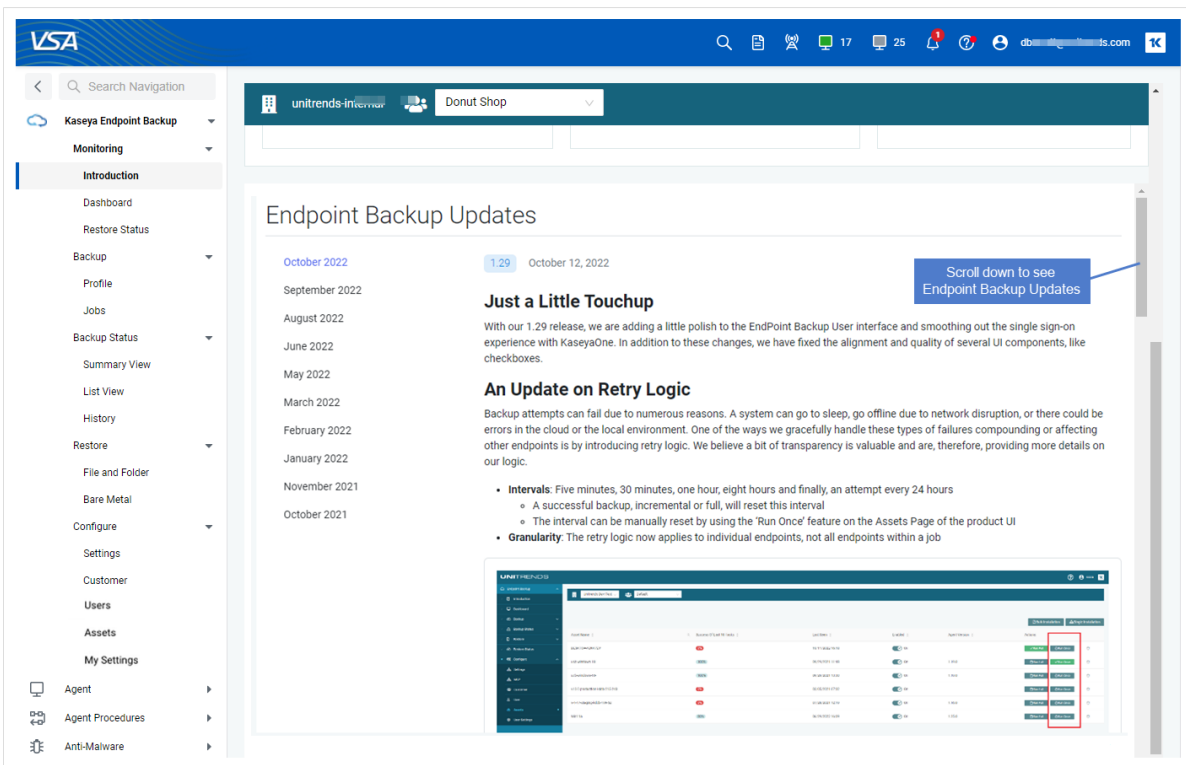 VSA
17
25
1
Search Navigation
Kaseya Endpoint Backup
Monitoring
Introduction
Dashboard
Restore Status
Backup
Profile
Jobs
Backup Status
Summary View
List View
History
Restore
File and Folder
Bare Metal
Configure
Settings
Customer
Users
Assets
My Settings
Agent
Agent Procedures
Anti-Malware
Donut Shop
Endpoint Backup Updates
October 2022
September 2022
August 2022
June 2022
May 2022
March 2022
February 2022
January 2022
November 2021
October 2021
1.29 October 12, 2022
Scroll down to see
Endpoint Backup Updates
Just a Little Touchup
With our 1.29 release, we are adding a little polish to the EndPoint Backup User interface and smoothing out the single sign-on
experience with KaseyaOne. In addition to these changes, we have fixed the alignment and quality of several UI components, like
checkboxes.
An Update on Retry Logic
Backup attempts can fail due to numerous reasons. A system can go to sleep, go offline due to network disruption, or there could be
errors in the cloud or the local environment. One of the ways we gracefully handle these types of failures compounding or affecting
other endpoints is by introducing retry logic. We believe a bit of transparency is valuable and are, therefore, providing more details on
our logic.
• Intervals: Five minutes, 30 minutes, one hour, eight hours and finally, an attempt every 24 hours
○ A successful backup, incremental or full, will reset this interval
○ The interval can be manually reset by using the 'Run Once' feature on the Assets Page of the product UI
• Granularity: The retry logic now applies to individual endpoints, not all endpoints within a job
UNITRENDS